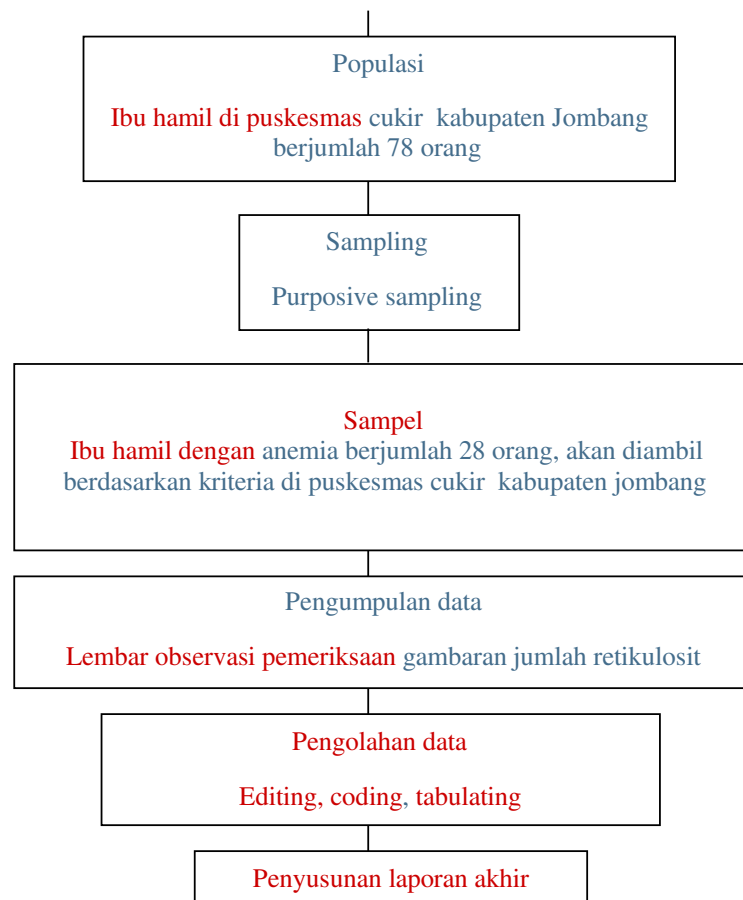 Populasi
Ibu hamil di puskesmas cukir kabupaten Jombang
berjumlah 78 orang
Sampling
Purposive sampling
Sampel
Ibu hamil dengan anemia berjumlah 28 orang, akan diambil
berdasarkan kriteria di puskesmas cukir kabupaten jombang
Pengumpulan data
Lembar observasi pemeriksaan gambaran jumlah retikulosit
Pengolahan data
Editing, coding, tabulating
Penyusunan laporan akhir